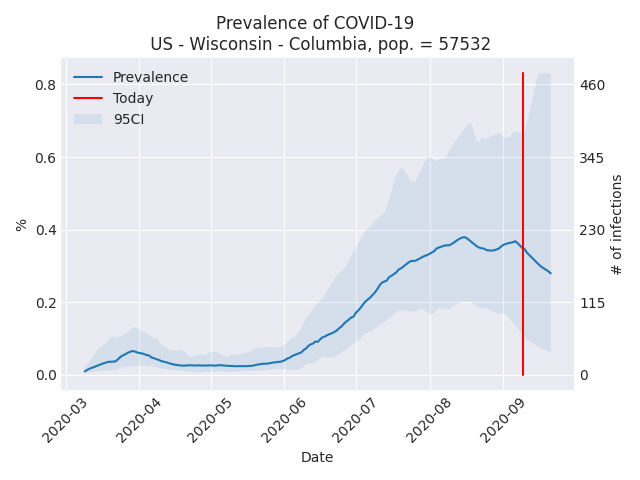 Prevalence of COVID-19
US - Wisconsin - Columbia, pop. = 57532
Prevalence
Today
95CI
0.8
0.6
0.4
0.2
0.0
%
460
345
230
115
0
# of infections
2020-03
2020-04
2020-05
2020-06
2020-07
2020-08
2020-09
Date